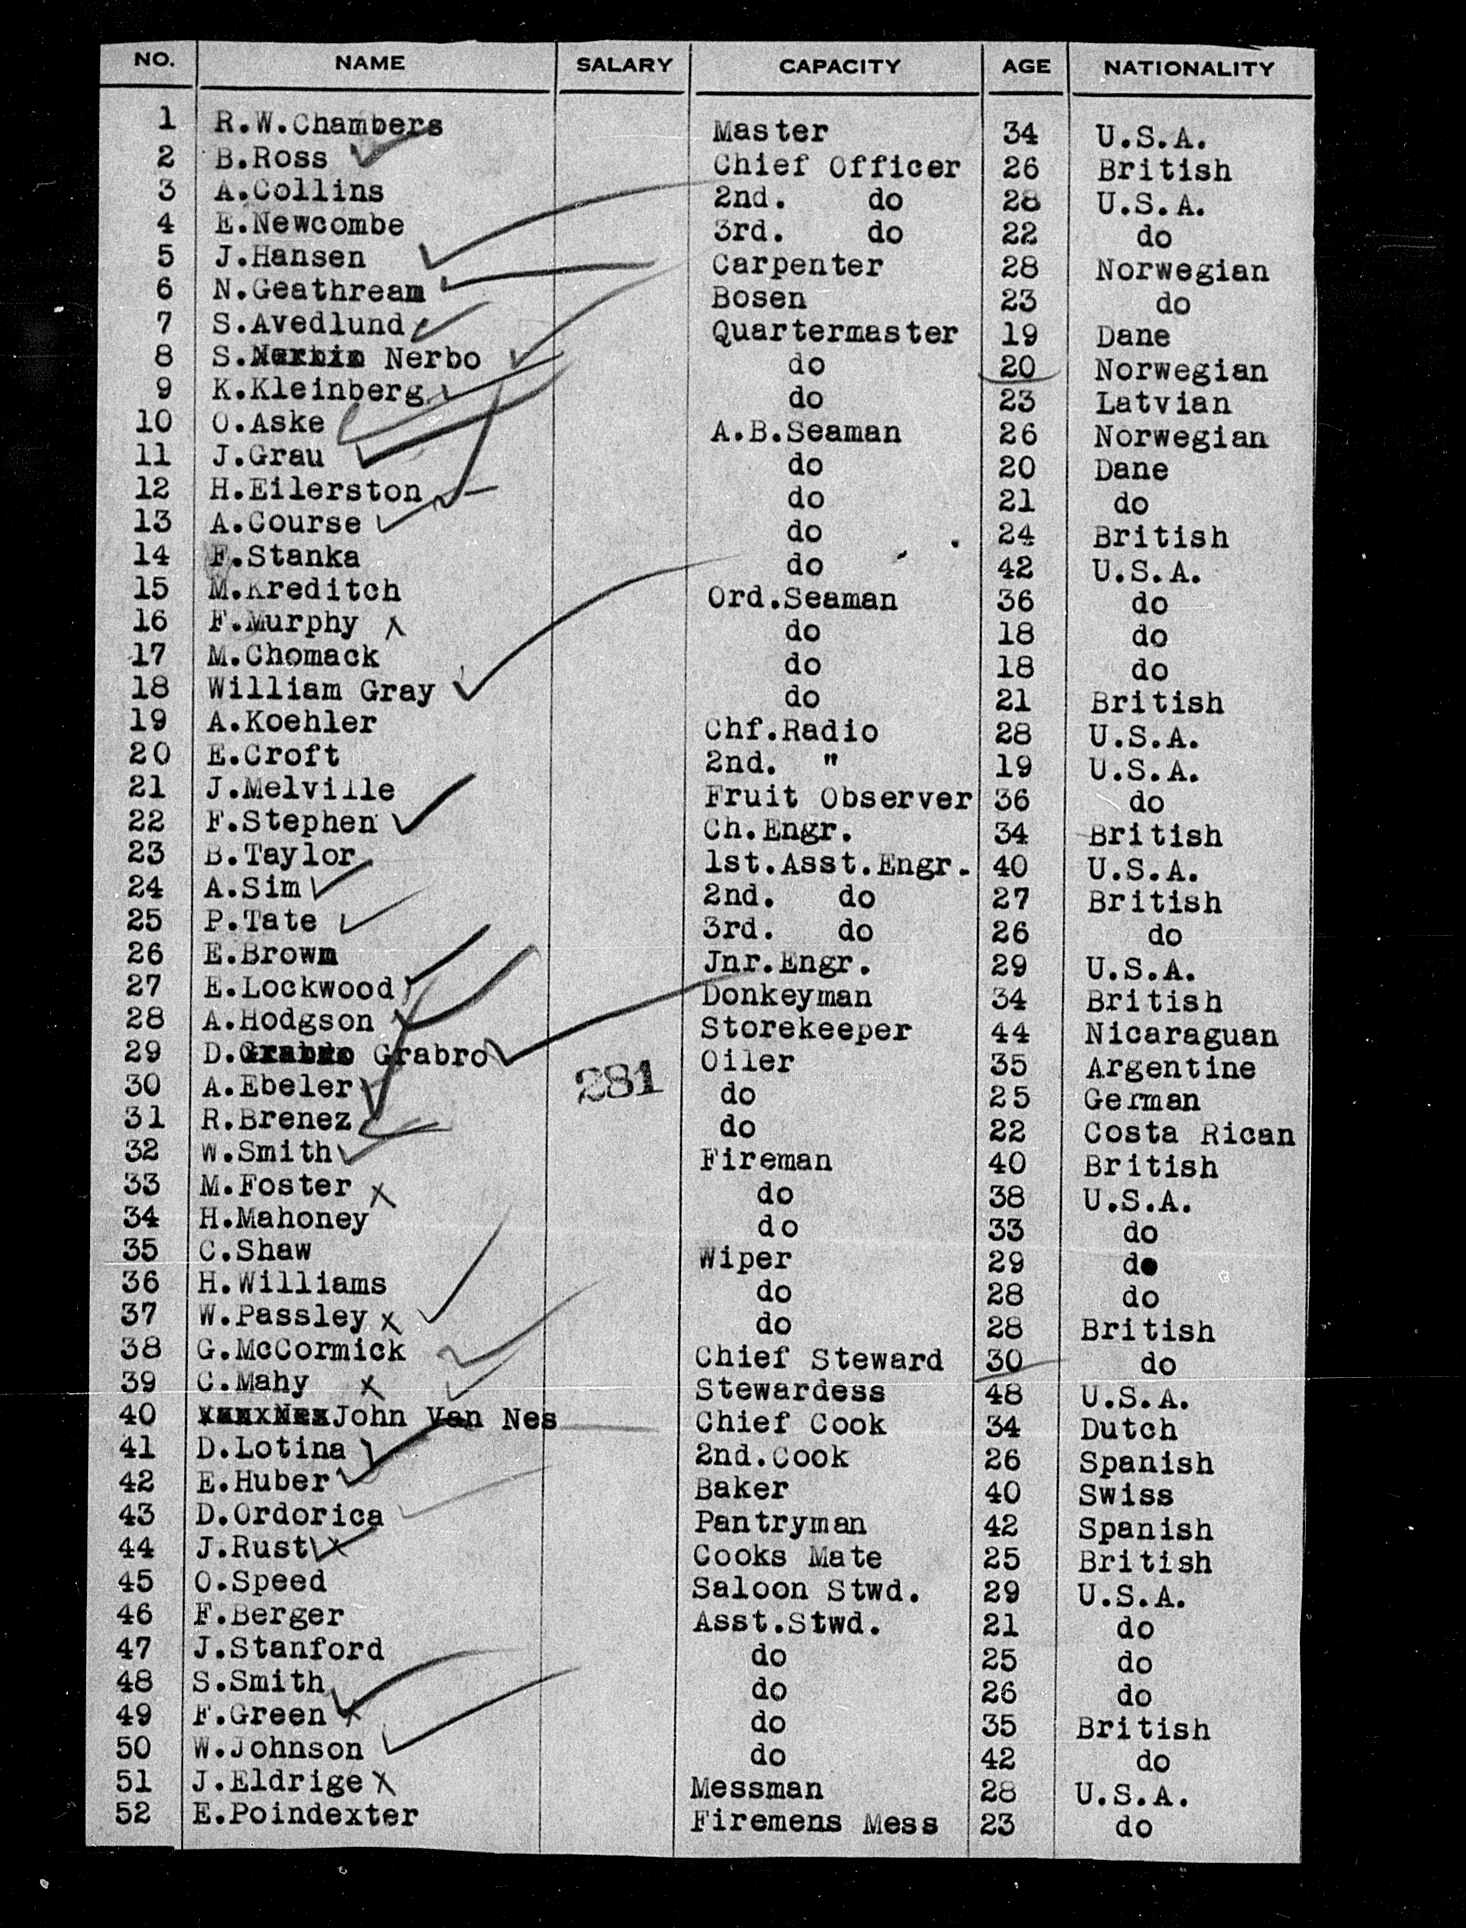 NO. NAME SALARY CAPACITY AGE NATIONALITY
1 R.W.Chambers Master 34 U.S.A.
2 B.Ross Chief Officer 26 British
3 A.Collins 2nd. do 28 U.S.A.
4 E.Newcombe 3rd. do 22 do
5 J.Hansen Carpenter 28 Norwegian
6 N.Geathream Bosen 23 do
7 S.Avedlund Quartermaster 19 Dane
8 S. Nerbo do 20 Norwegian
9 K.Kleinberg do 23 Latvian
10 O.Aske A.B.Seaman 26 Norwegian
11 J.Grau do 20 Dane
12 H.Eilerston do 21 do
13 A.Course do 24 British
14 F.Stanka do 42 U.S.A.
15 M.Kreditch Ord.Seaman 36 do
16 F.Murphy x do 18 do
17 M.Chomack do 18 do
18 William Gray do 21 British
19 A.Koehler Chf.Radio 28 U.S.A.
20 E.Croft 2nd. " 19 U.S.A.
21 J.Melville Fruit Observer 36 do
22 F.Stephen Ch.Engr. 34 British
23 B.Taylor 1st.Asst.Engr. 40 U.S.A.
24 A.Sim 2nd. do 27 British
25 P.Tate 3rd. do 26 do
26 E.Brown Jnr.Engr. 29 U.S.A.
27 E.Lockwood Donkeyman 34 British
28 A.Hodgson Storekeeper 44 Nicaraguan
29 D. Grabro Oiler 35 Argentine
281
30 A.Ebeler do 25 German
31 R.Brenez do 22 Costa Rican
32 W.Smith Fireman 40 British
33 M.Foster x do 38 U.S.A.
34 H.Mahoney do 33 do
35 C.Shaw Wiper 29 do
36 H.Williams do 28 do
37 W.Passley x do 28 British
38 G.McCormick Chief Steward 30 do
39 C.Mahy x Stewardess 48 U.S.A.
40 John Van Nes Chief Cook 34 Dutch
41 D.Lotina 2nd.Cook 26 Spanish
42 E.Huber Baker 40 Swiss
43 D.Ordorica Pantryman 42 Spanish
44 J.Rust x Cooks Mate 25 British
45 O.Speed Saloon Stwd. 29 U.S.A.
46 F.Berger Asst.Stwd. 21 do
47 J.Stanford do 25 do
48 S.Smith do 26 do
49 F.Green x do 35 British
50 W.Johnson do 42 do
51 J.Eldrige x Messman 28 U.S.A.
52 E.Poindexter Firemens Mess 23 do